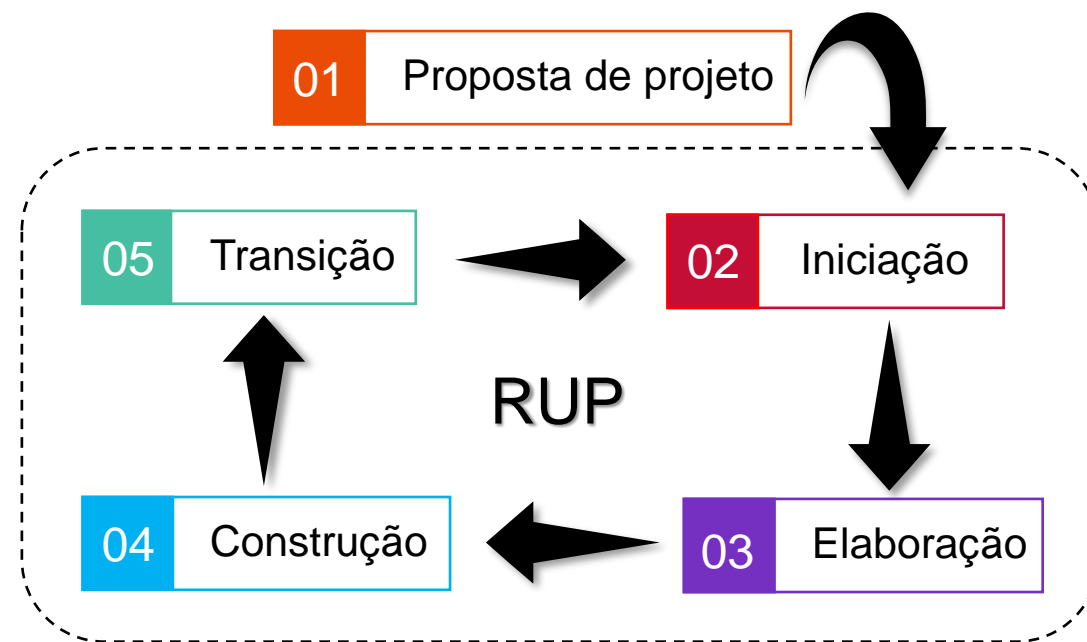 01 Proposta de projeto
05 Transição
02 Iniciação
RUP
04 Construção
03 Elaboração